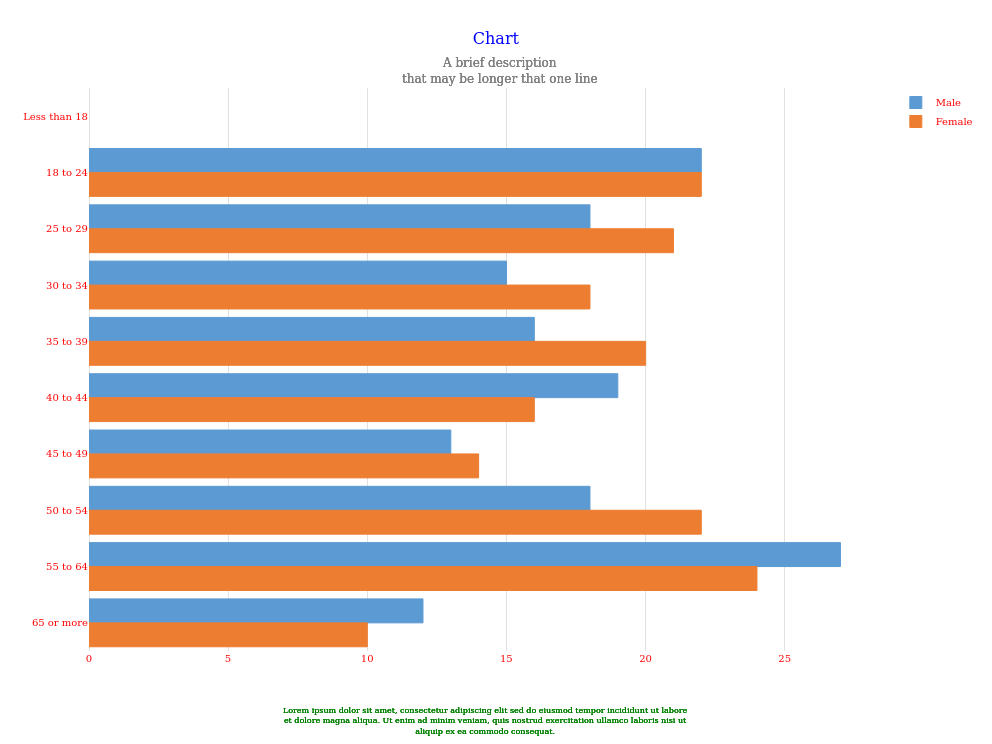 Chart
A brief description
that may be longer that one line
Male
Female
Less than 18
18 to 24
25 to 29
30 to 34
35 to 39
40 to 44
45 to 49
50 to 54
55 to 64
65 or more
0 5 10 15 20 25
Lorem ipsum dolor sit amet, consectetur adipiscing elit sed do eiusmod tempor incididunt ut labore
et dolore magna aliqua. Ut enim ad minim veniam, quis nostrud exercitation ullamco laboris nisi ut
aliquip ex ea commodo consequat.